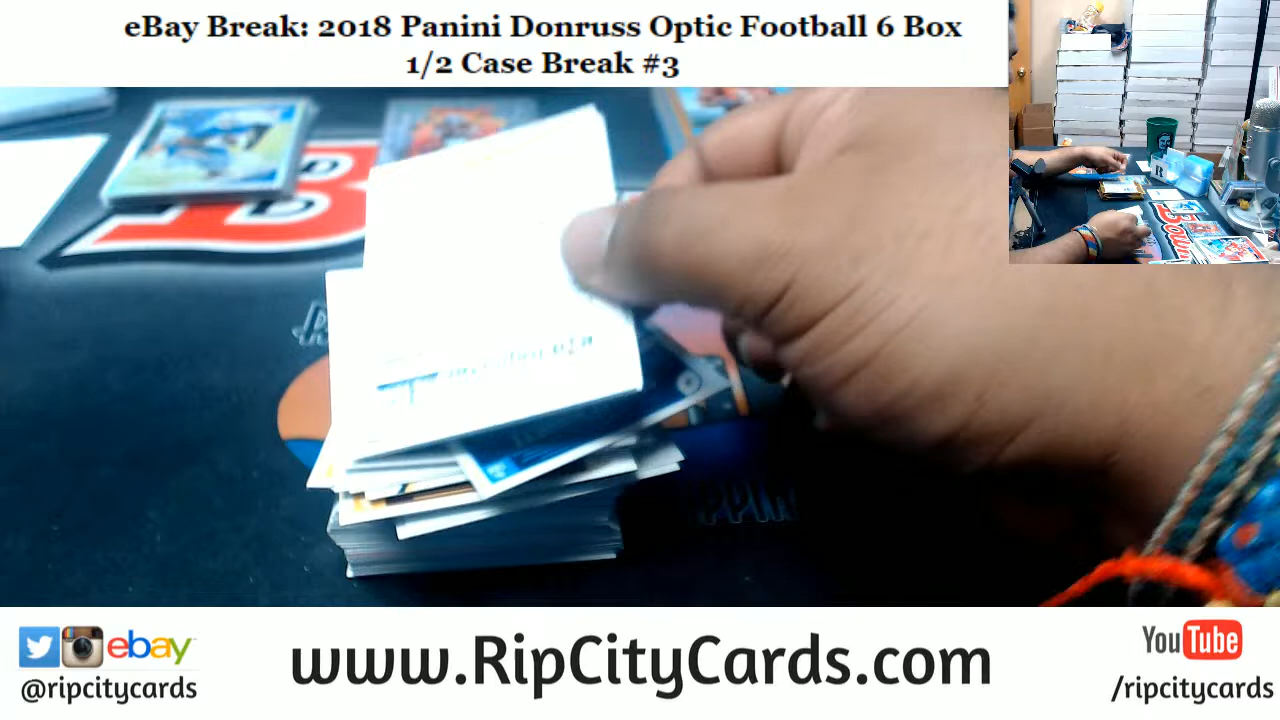 eBay Break: 2018 Panini Donruss Optic Football 6 Box
1/2 Case Break #3
ebay
@ripcitycards
www.RipCityCards.com
YouTube
/ripcitycards